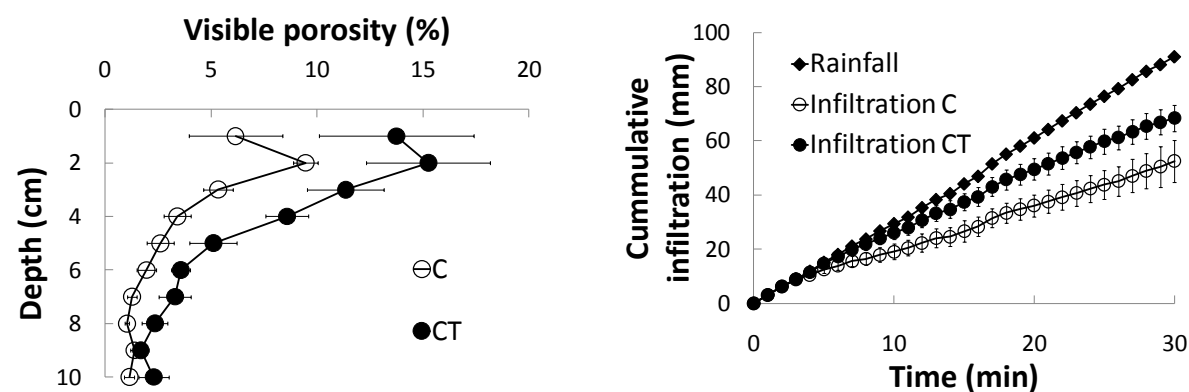 Visible porosity (%)
0 5 10 15 20
0
2
4
6
8
10
Depth (cm)
C
CT
100
80
60
40
20
0
Cummulative
infiltration (mm)
Rainfall
Infiltration C
Infiltration CT
0 10 20 30
Time (min)